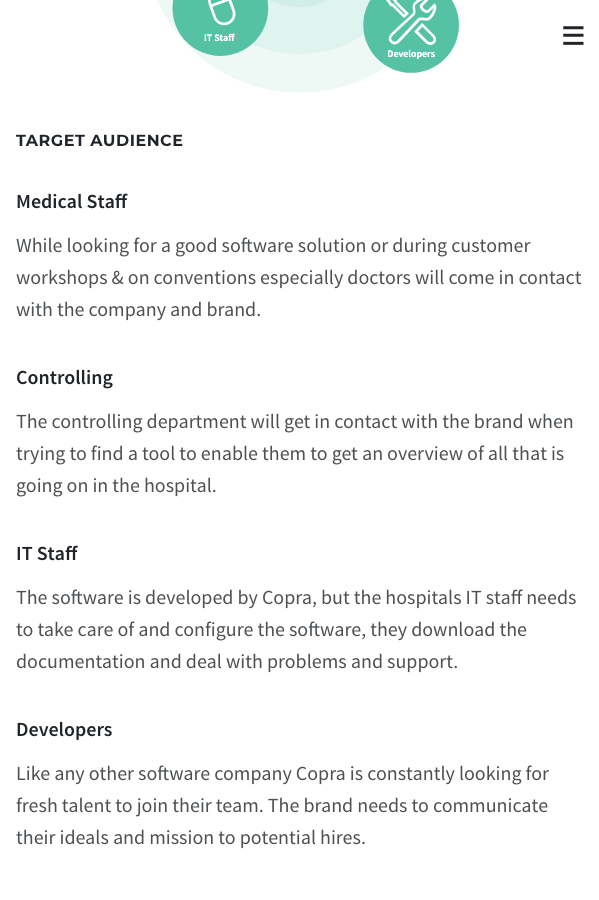 IT Staff
Developers
TARGET AUDIENCE
Medical Staff
While looking for a good software solution or during customer
workshops & on conventions especially doctors will come in contact
with the company and brand.
Controlling
The controlling department will get in contact with the brand when
trying to find a tool to enable them to get an overview of all that is
going on in the hospital.
IT Staff
The software is developed by Copra, but the hospitals IT staff needs
to take care of and configure the software, they download the
documentation and deal with problems and support.
Developers
Like any other software company Copra is constantly looking for
fresh talent to join their team. The brand needs to communicate
their ideals and mission to potential hires.